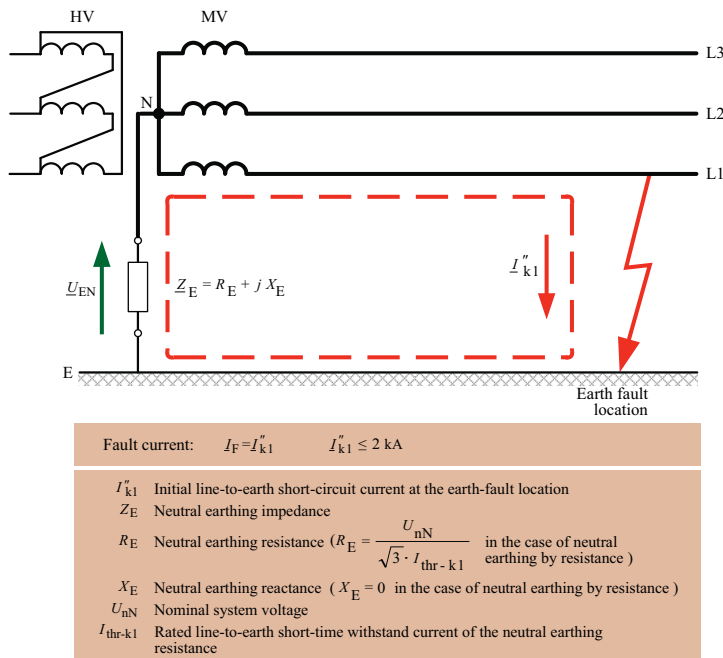 HV MV
L3
N
L2
L1
U_EN
Z_E = R_E + j X_E
I''_k1
E
Earth fault
location
Fault current: I_F = I''_k1 I''_k1 ≤ 2 kA
I''_k1 Initial line-to-earth short-circuit current at the earth-fault location
Z_E Neutral earthing impedance
R_E Neutral earthing resistance (R_E = U_nN / √3 · I_thr-k1 in the case of neutral
earthing by resistance )
X_E Neutral earthing reactance ( X_E = 0 in the case of neutral earthing by resistance )
U_nN Nominal system voltage
I_thr-k1 Rated line-to-earth short-time withstand current of the neutral earthing
resistance